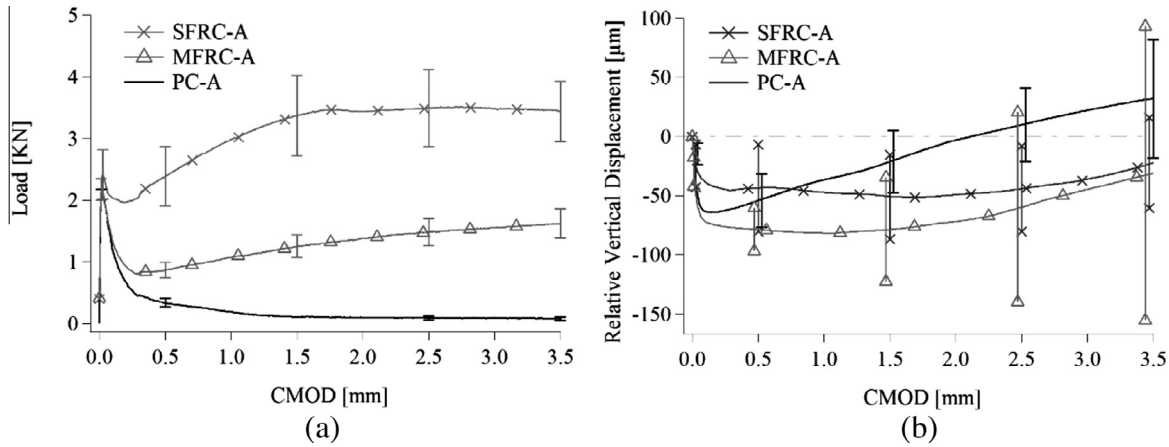 5
4
3
2
1
0
Load [KN]
SFRC-A
MFRC-A
PC-A
0.0 0.5 1.0 1.5 2.0 2.5 3.0 3.5
CMOD [mm]
(a)
100
50
0
-50
-100
-150
Relative Vertical Displacement [µm]
SFRC-A
MFRC-A
PC-A
0.0 0.5 1.0 1.5 2.0 2.5 3.0 3.5
CMOD [mm]
(b)